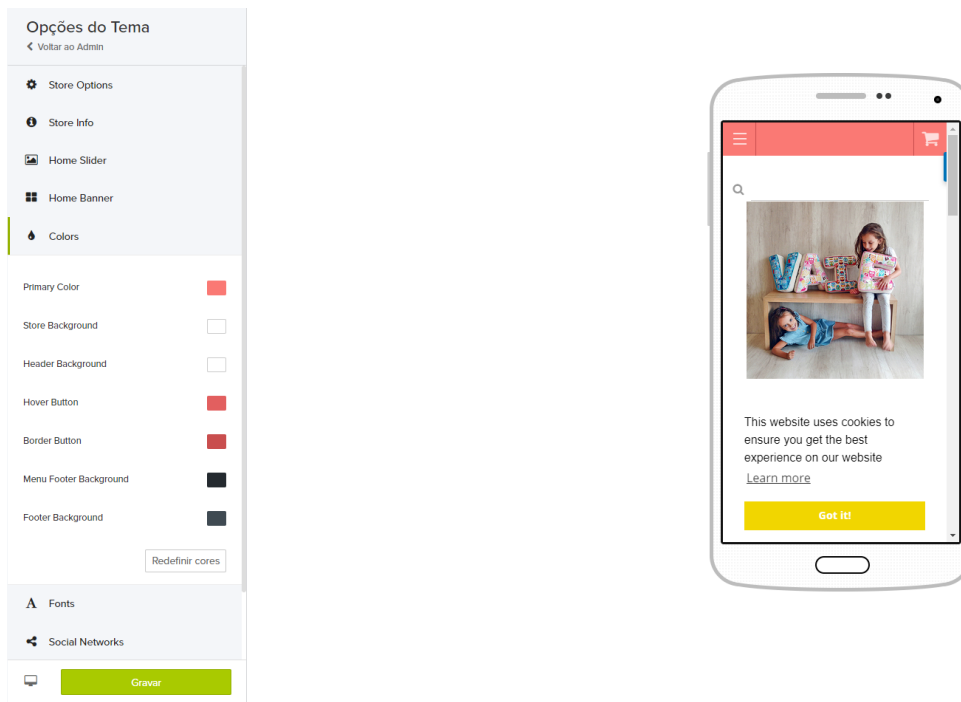 Opções do Tema
Voltar ao Admin
Store Options
Store Info
Home Slider
Home Banner
Colors
Primary Color
Store Background
Header Background
Hover Button
Border Button
Menu Footer Background
Footer Background
Redefinir cores
Fonts
Social Networks
Gravar
This website uses cookies to
ensure you get the best
experience on our website
Learn more
Got it!